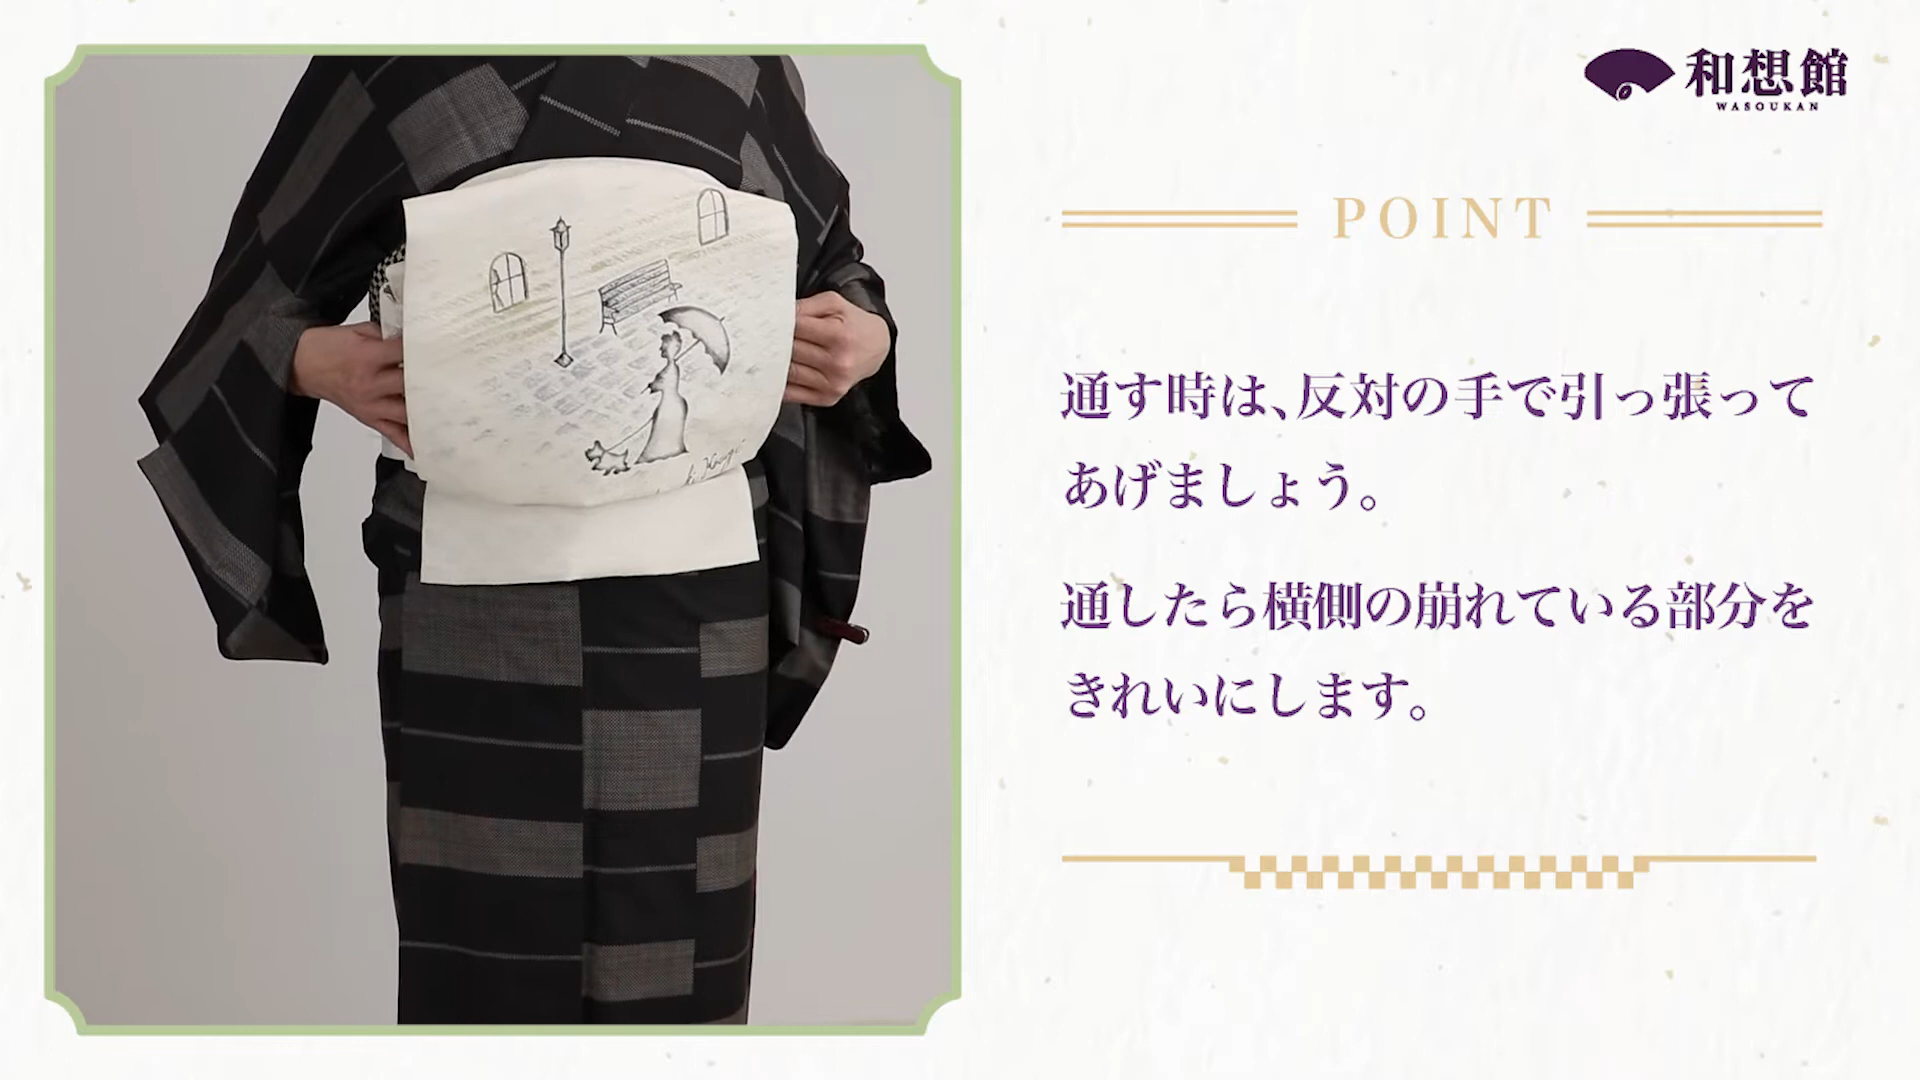 和想館
WASOUKAN
POINT
通す時は、反対の手で引っ張って
あげましょう。
通したら横側の崩れている部分を
きれいにします。